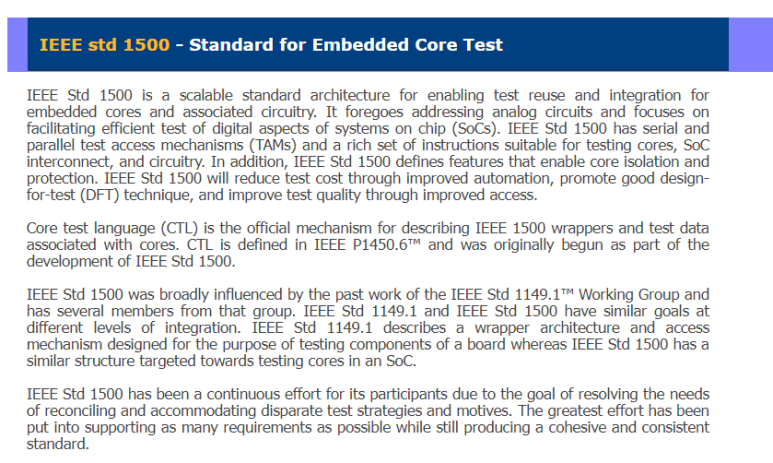 IEEE std 1500 - Standard for Embedded Core Test
IEEE Std 1500 is a scalable standard architecture for enabling test reuse and integration for
embedded cores and associated circuitry. It foregoes addressing analog circuits and focuses on
facilitating efficient test of digital aspects of systems on chip (SoCs). IEEE Std 1500 has serial and
parallel test access mechanisms (TAMs) and a rich set of instructions suitable for testing cores, SoC
interconnect, and circuitry. In addition, IEEE Std 1500 defines features that enable core isolation and
protection. IEEE Std 1500 will reduce test cost through improved automation, promote good design-
for-test (DFT) technique, and improve test quality through improved access.
Core test language (CTL) is the official mechanism for describing IEEE 1500 wrappers and test data
associated with cores. CTL is defined in IEEE P1450.6™ and was originally begun as part of the
development of IEEE Std 1500.
IEEE Std 1500 was broadly influenced by the past work of the IEEE Std 1149.1™ Working Group and
has several members from that group. IEEE Std 1149.1 and IEEE Std 1500 have similar goals at
different levels of integration. IEEE Std 1149.1 describes a wrapper architecture and access
mechanism designed for the purpose of testing components of a board whereas IEEE Std 1500 has a
similar structure targeted towards testing cores in an SoC.
IEEE Std 1500 has been a continuous effort for its participants due to the goal of resolving the needs
of reconciling and accommodating disparate test strategies and motives. The greatest effort has been
put into supporting as many requirements as possible while still producing a cohesive and consistent
standard.